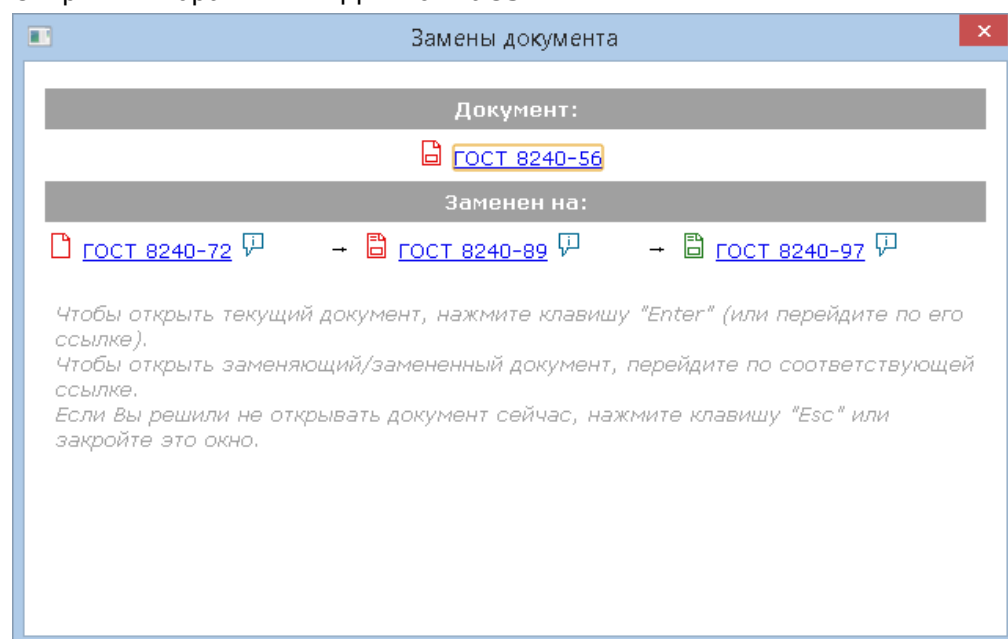 Замены документа
Документ:
ГОСТ 8240-56
Заменен на:
ГОСТ 8240-72 → ГОСТ 8240-89 → ГОСТ 8240-97
Чтобы открыть текущий документ, нажмите клавишу "Enter" (или перейдите по его
ссылке).
Чтобы открыть заменяющий/замененный документ, перейдите по соответствующей
ссылке.
Если Вы решили не открывать документ сейчас, нажмите клавишу "Esc" или
закройте это окно.